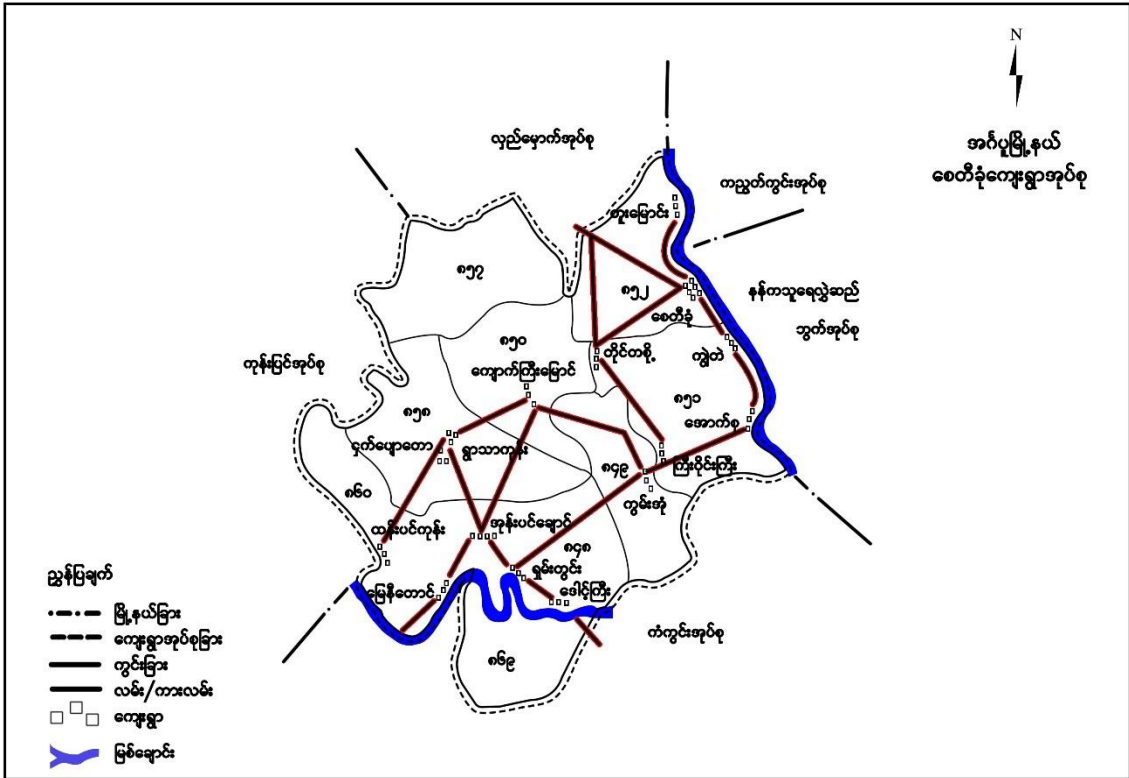 N
အင်္ဂပူမြို့နယ်
စေတီခုံကျေးရွာအုပ်စု
လှည်မှောက်အုပ်စု
ကညွတ်ကွင်းအုပ်စု
တူးမြောင်း
၈၅၇
၈၅၂
နန်ကသူရေလွှဲဆည်
စေတီခုံ
ဘွက်အုပ်စု
၈၅၀
တိုင်တစို့
ကျွဲတဲ
ကုန်းပြင်အုပ်စု
ကျောက်ကြီးမြောင်
၈၅၁
၈၅၈
အောက်စု
ငှက်ပျောတော
ရွာသာကုန်း
၈၄၉
ကြီးဝိုင်းကြီး
၈၆၀
ကွမ်းအုံ
ထန်းပင်ကုန်း
အုန်းပင်ချောင်
၈၄၈
ရှမ်းတွင်း
ညွှန်ပြချက်
မြေနီတောင်
ဒေါင့်ကြီး
မြို့နယ်ခြား
ကံကွင်းအုပ်စု
ကျေးရွာအုပ်စုခြား
ကွင်းခြား
၈၆၉
လမ်း/ကားလမ်း
ကျေးရွာ
မြစ်ချောင်း